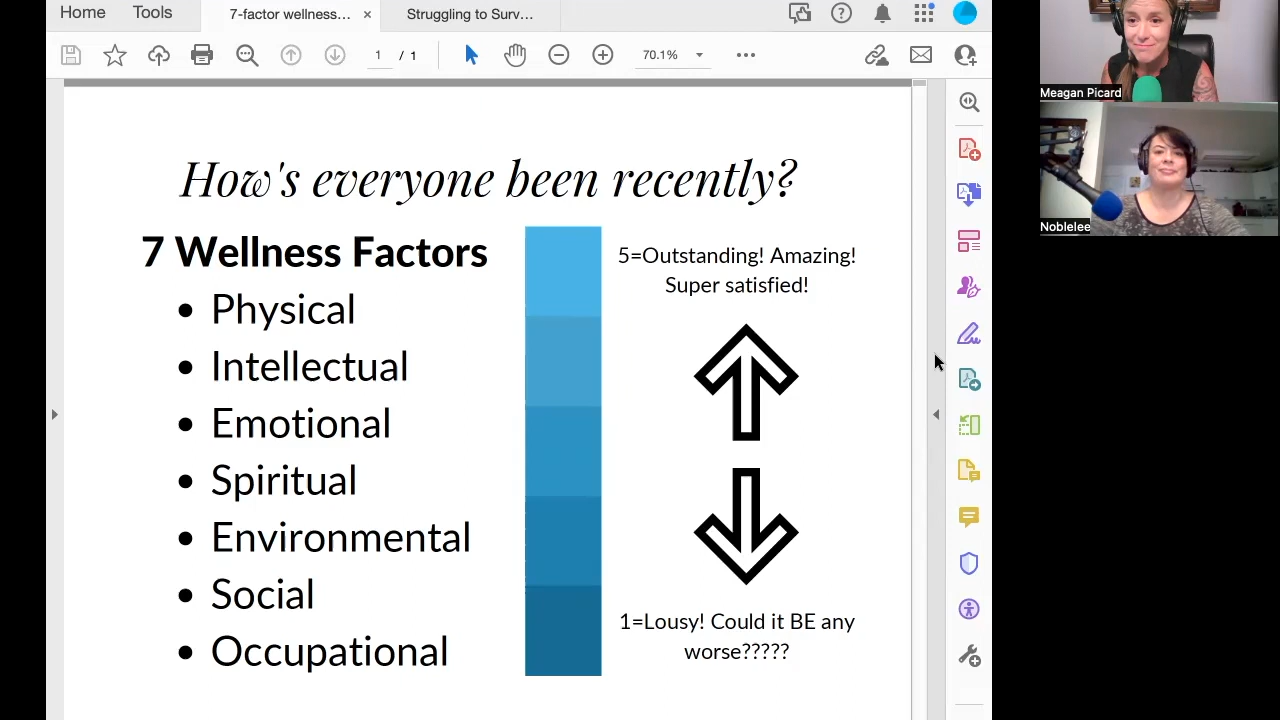 Home
Tools
7-factor wellness...
×
Struggling to Surv...
1 / 1
70.1%
How's everyone been recently?
7 Wellness Factors
• Physical
• Intellectual
• Emotional
• Spiritual
• Environmental
• Social
• Occupational
5=Outstanding! Amazing!
Super satisfied!
1=Lousy! Could it BE any
worse?????
Meagan Picard
Noblelee